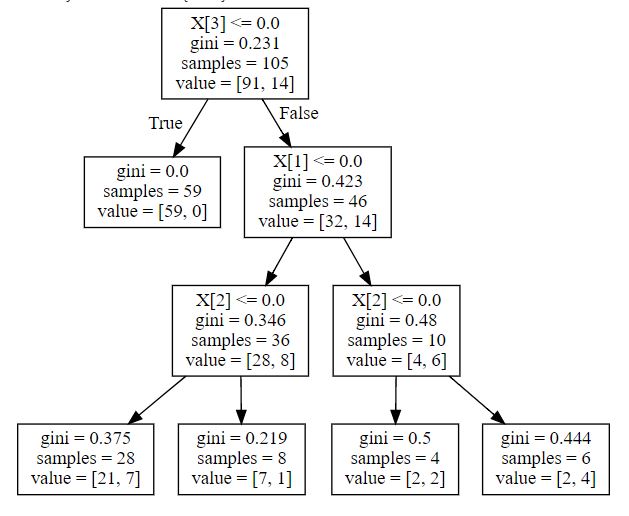 X[3] <= 0.0
gini = 0.231
samples = 105
value = [91, 14]
True
False
gini = 0.0
samples = 59
value = [59, 0]
X[1] <= 0.0
gini = 0.423
samples = 46
value = [32, 14]
X[2] <= 0.0
gini = 0.346
samples = 36
value = [28, 8]
X[2] <= 0.0
gini = 0.48
samples = 10
value = [4, 6]
gini = 0.375
samples = 28
value = [21, 7]
gini = 0.219
samples = 8
value = [7, 1]
gini = 0.5
samples = 4
value = [2, 2]
gini = 0.444
samples = 6
value = [2, 4]